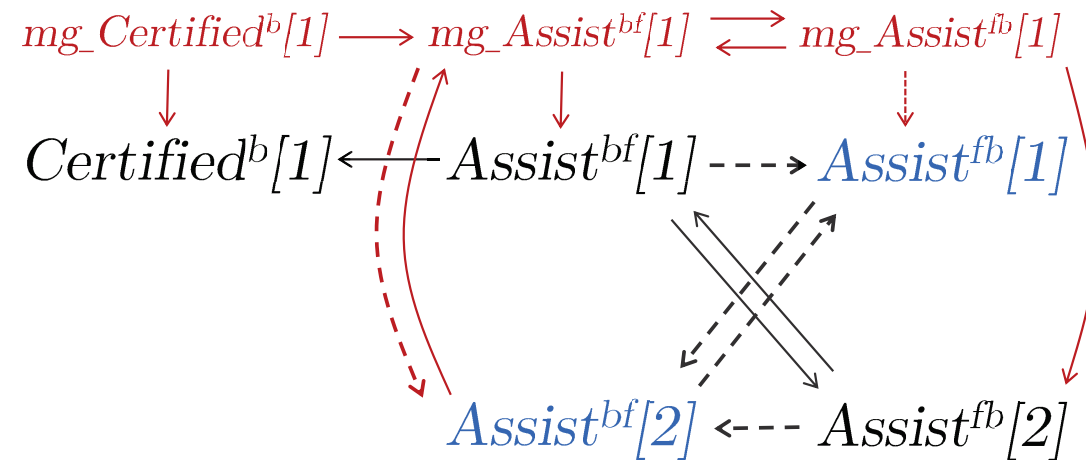 mg_Certified^b[1] mg_Assist^bf[1] mg_Assist^fb[1]
Certified^b[1] Assist^bf[1] Assist^fb[1]
Assist^bf[2] Assist^fb[2]